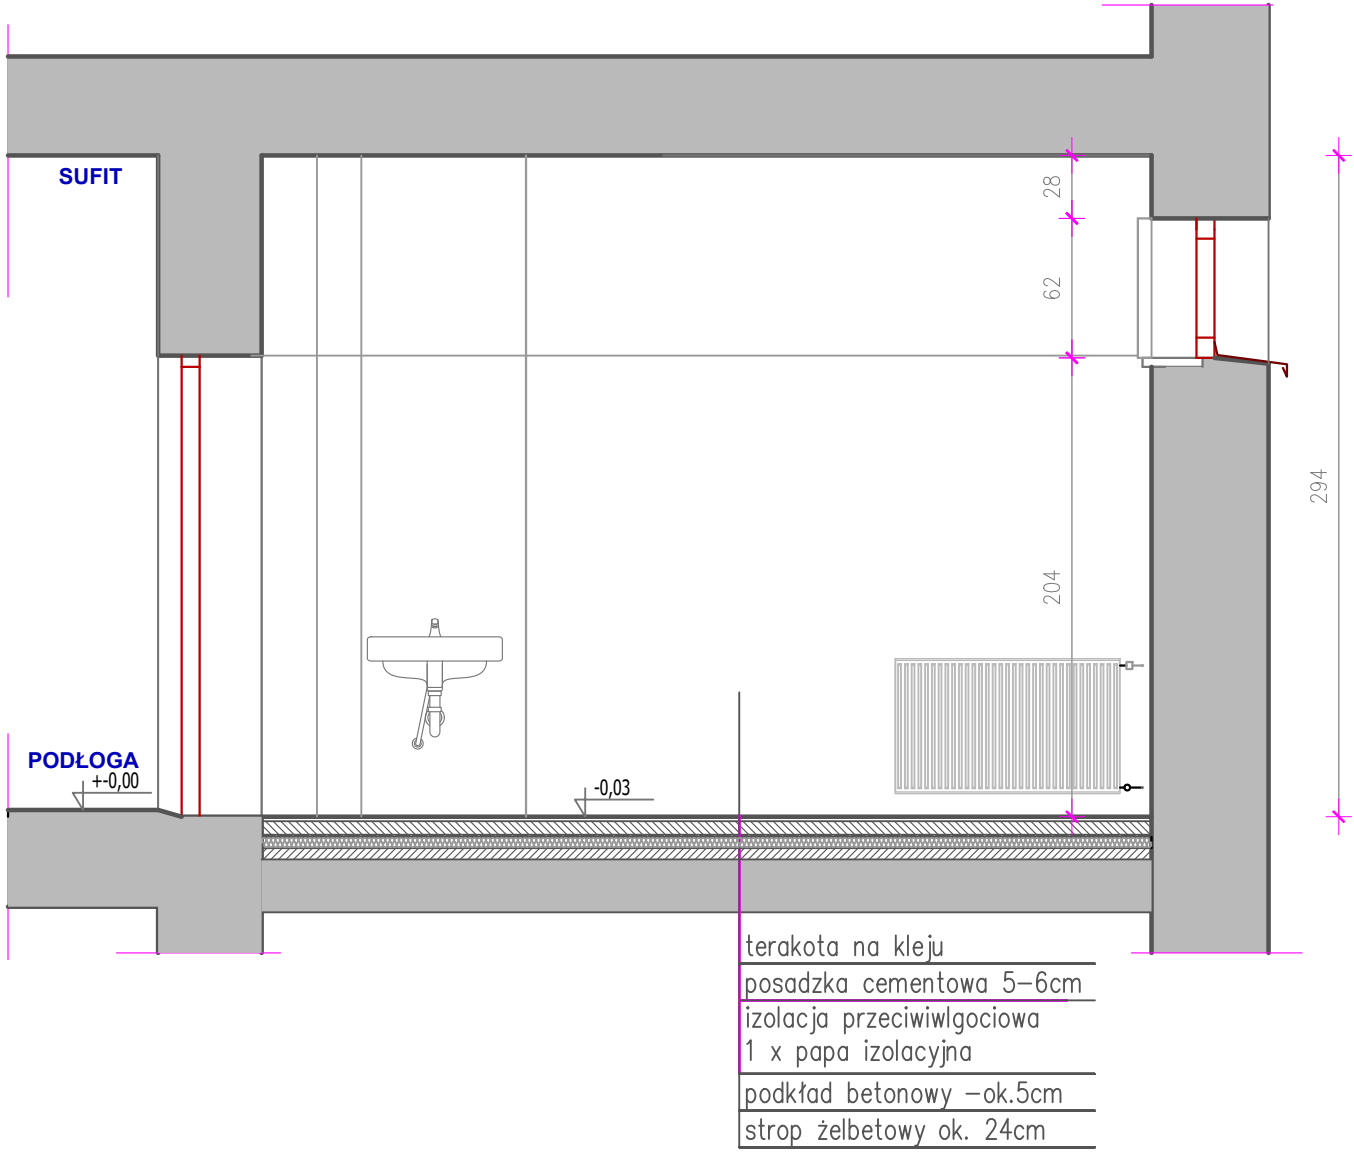 SUFIT
28
62
294
204
PODŁOGA
+-0,00
-0,03
terakota na kleju
posadzka cementowa 5-6cm
izolacja przeciwiwlgociowa
1 x papa izolacyjna
podkład betonowy -ok.5cm
strop żelbetowy ok. 24cm